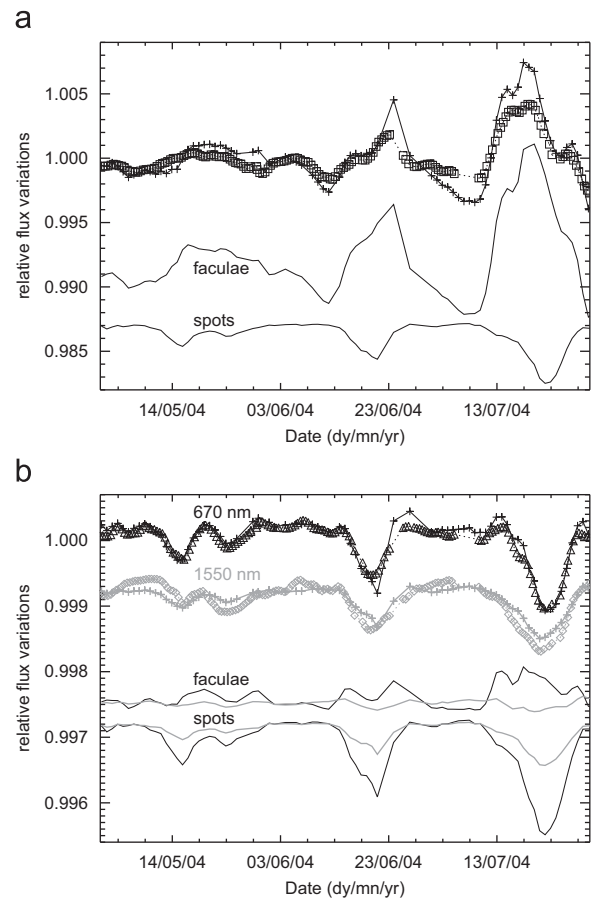 a
1.005
1.000
0.995
0.990
0.985
relative flux variations
faculae
spots
14/05/04 03/06/04 23/06/04 13/07/04
Date (dy/mn/yr)
b
670 nm
1550 nm
1.000
0.999
0.998
0.997
0.996
relative flux variations
faculae
spots
14/05/04 03/06/04 23/06/04 13/07/04
Date (dy/mn/yr)